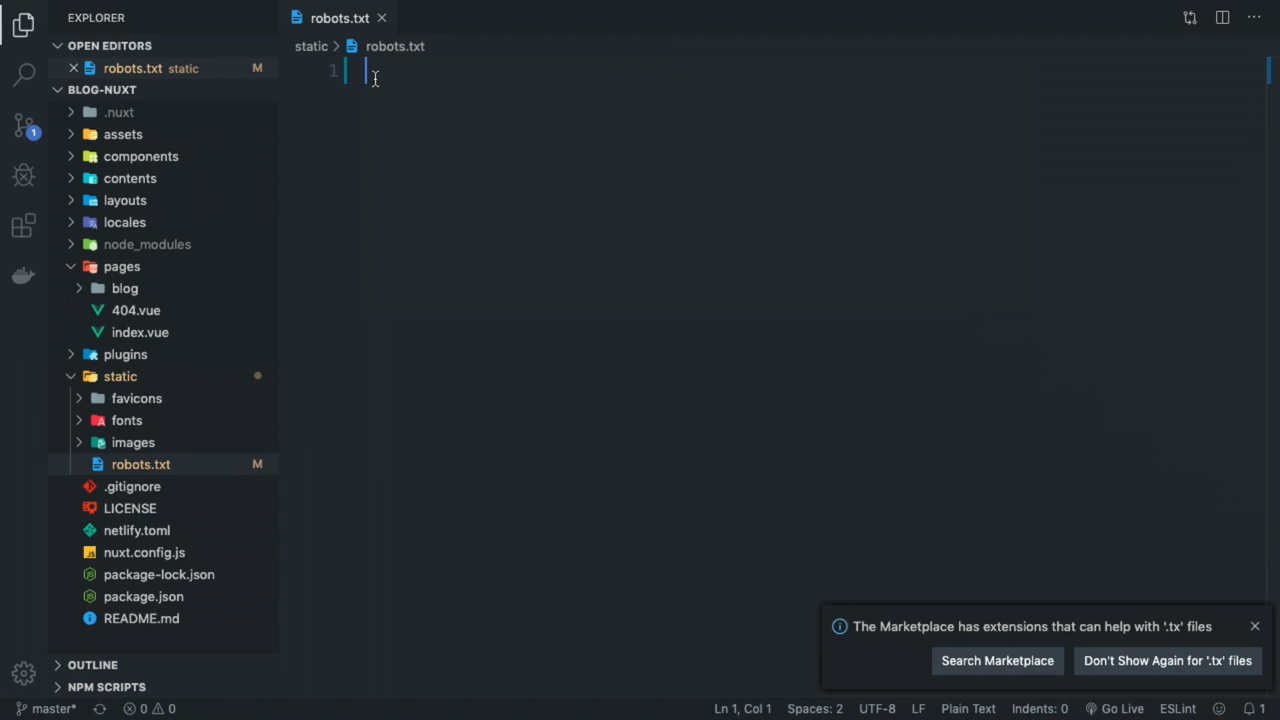 EXPLORER
OPEN EDITORS
robots.txt static M
BLOG-NUXT
.nuxt
assets
components
contents
layouts
locales
node_modules
pages
blog
404.vue
index.vue
plugins
static
favicons
fonts
images
robots.txt M
.gitignore
LICENSE
netlify.toml
nuxt.config.js
package-lock.json
package.json
README.md
OUTLINE
NPM SCRIPTS
robots.txt
static > robots.txt
1
The Marketplace has extensions that can help with '.tx' files
Search Marketplace
Don't Show Again for '.tx' files
1
master* 0 0 Ln 1, Col 1 Spaces: 2 UTF-8 LF Plain Text Indents: 0 Go Live ESLint 1